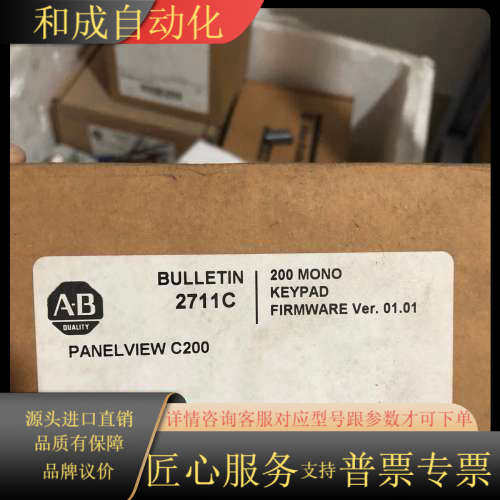 和成自动化
A-B
QUALITY
BULLETIN
2711C
200 MONO
KEYPAD
FIRMWARE Ver. 01.01
PANELVIEW C200
源头进口直销
品质有保障
品牌议价
详情咨询客服对应型号跟参数才可下单
匠心服务支持普票专票